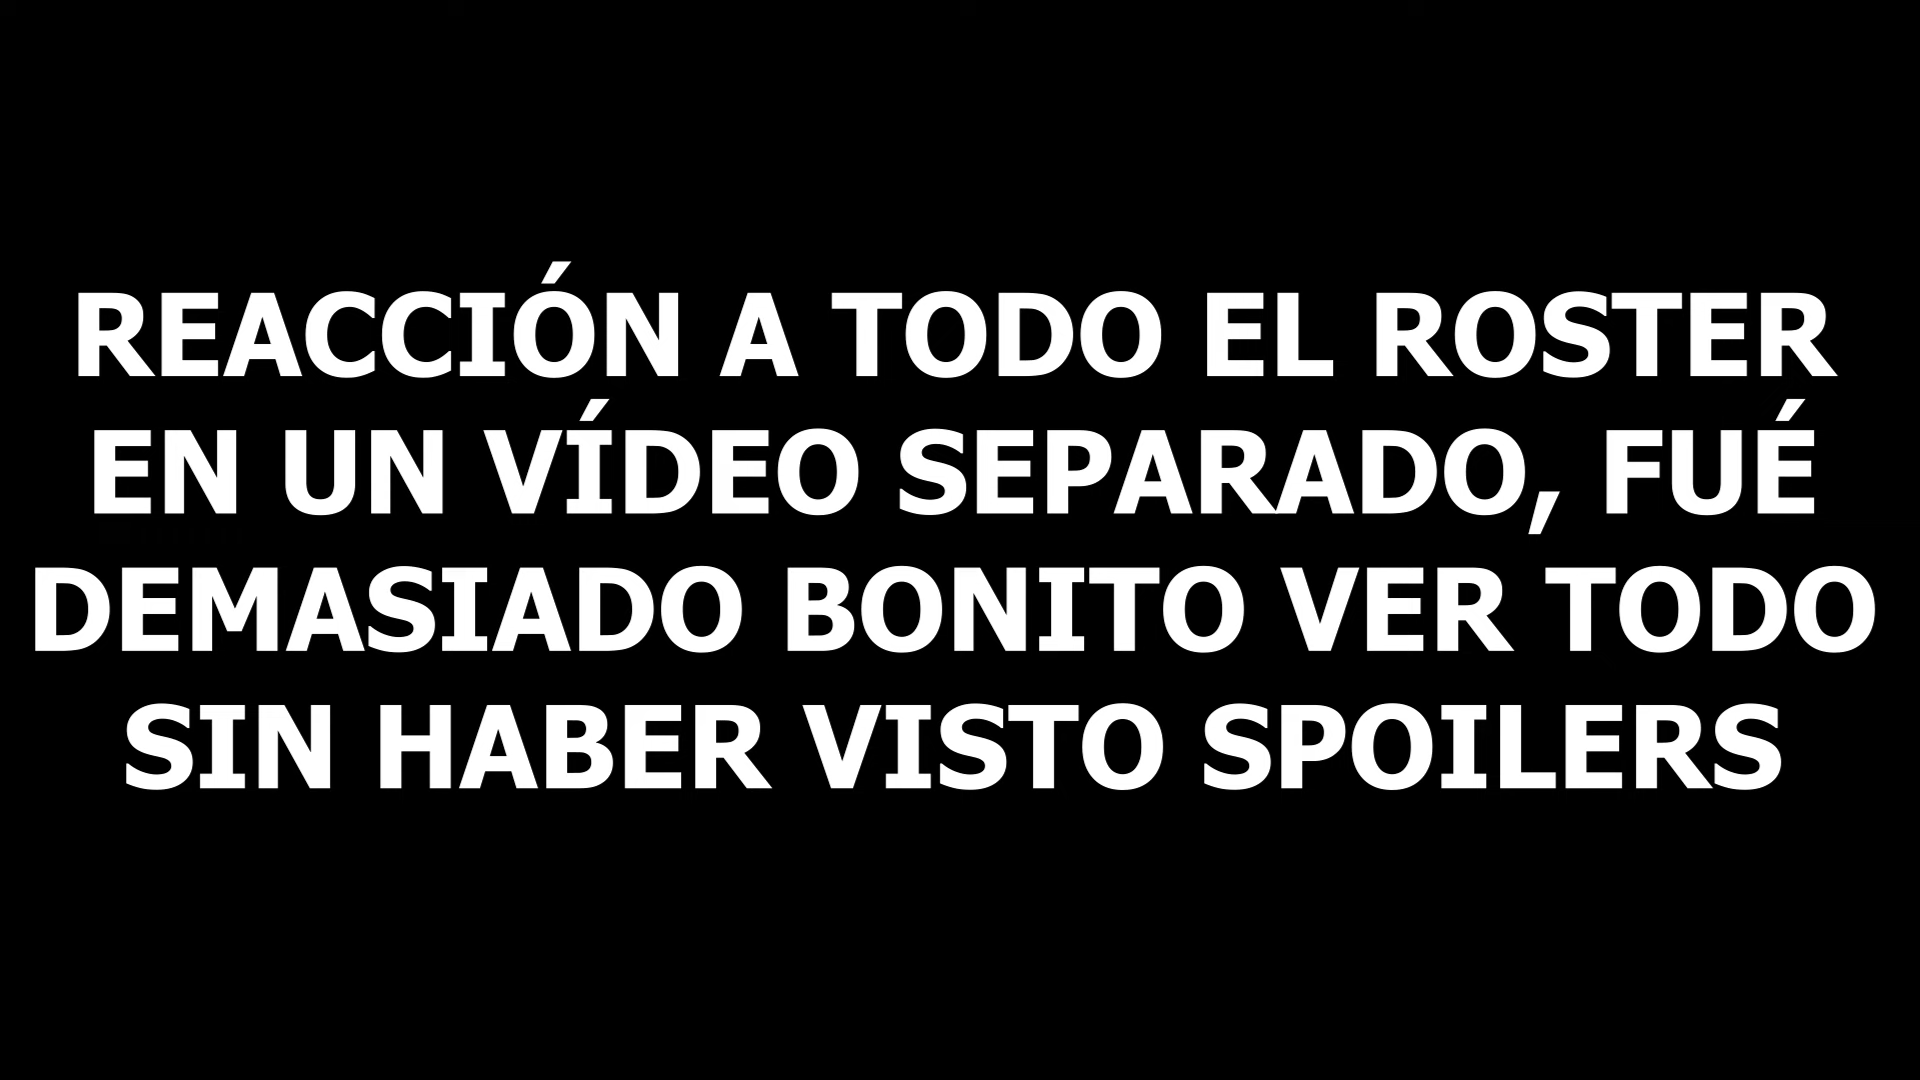 REACCIÓN A TODO EL ROSTER
EN UN VÍDEO SEPARADO, FUÉ
DEMASIADO BONITO VER TODO
SIN HABER VISTO SPOILERS